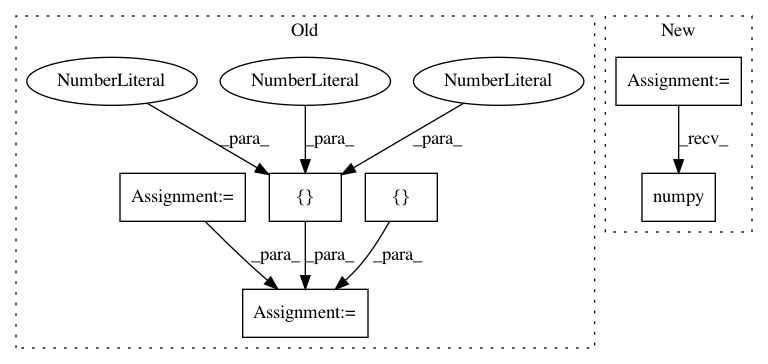 Old
New
NumberLiteral
NumberLiteral
NumberLiteral
Assignment:=
_para_
_para_
_para_
_recv_
Assignment:=
{}
{}
numpy
_para_
_para_
_para_
Assignment:=